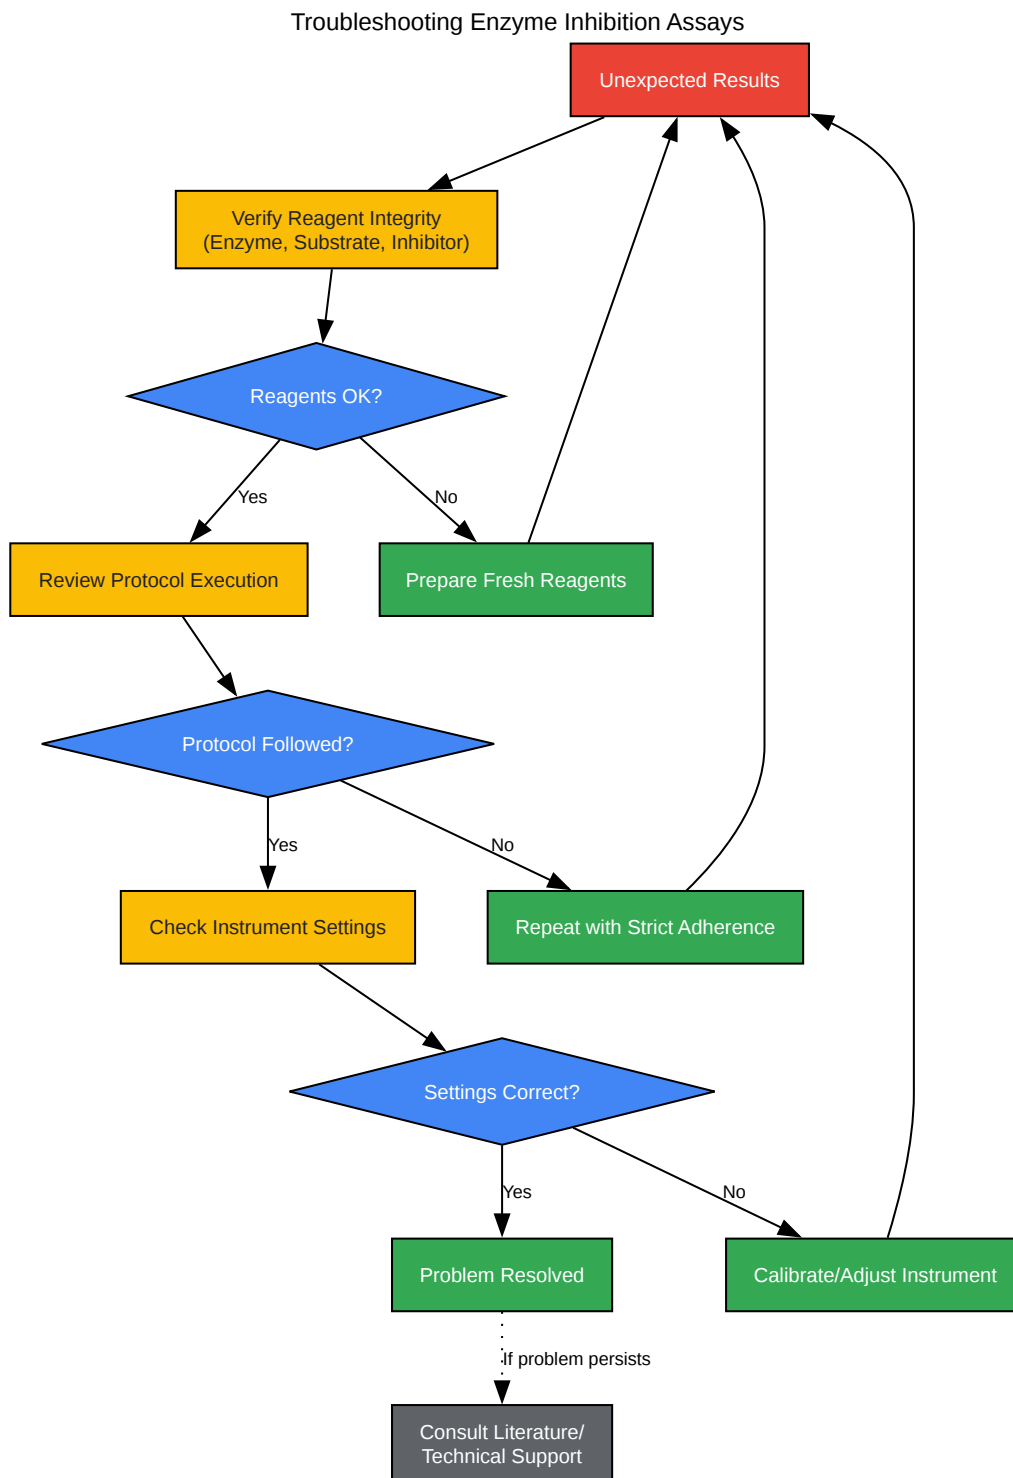 Troubleshooting Enzyme Inhibition Assays
Unexpected Results
Verify Reagent Integrity
(Enzyme, Substrate, Inhibitor)
Reagents OK?
Yes
No
Review Protocol Execution
Prepare Fresh Reagents
Protocol Followed?
Yes
No
Check Instrument Settings
Repeat with Strict Adherence
Settings Correct?
Yes
No
Problem Resolved
Calibrate/Adjust Instrument
If problem persists
Consult Literature/
Technical Support